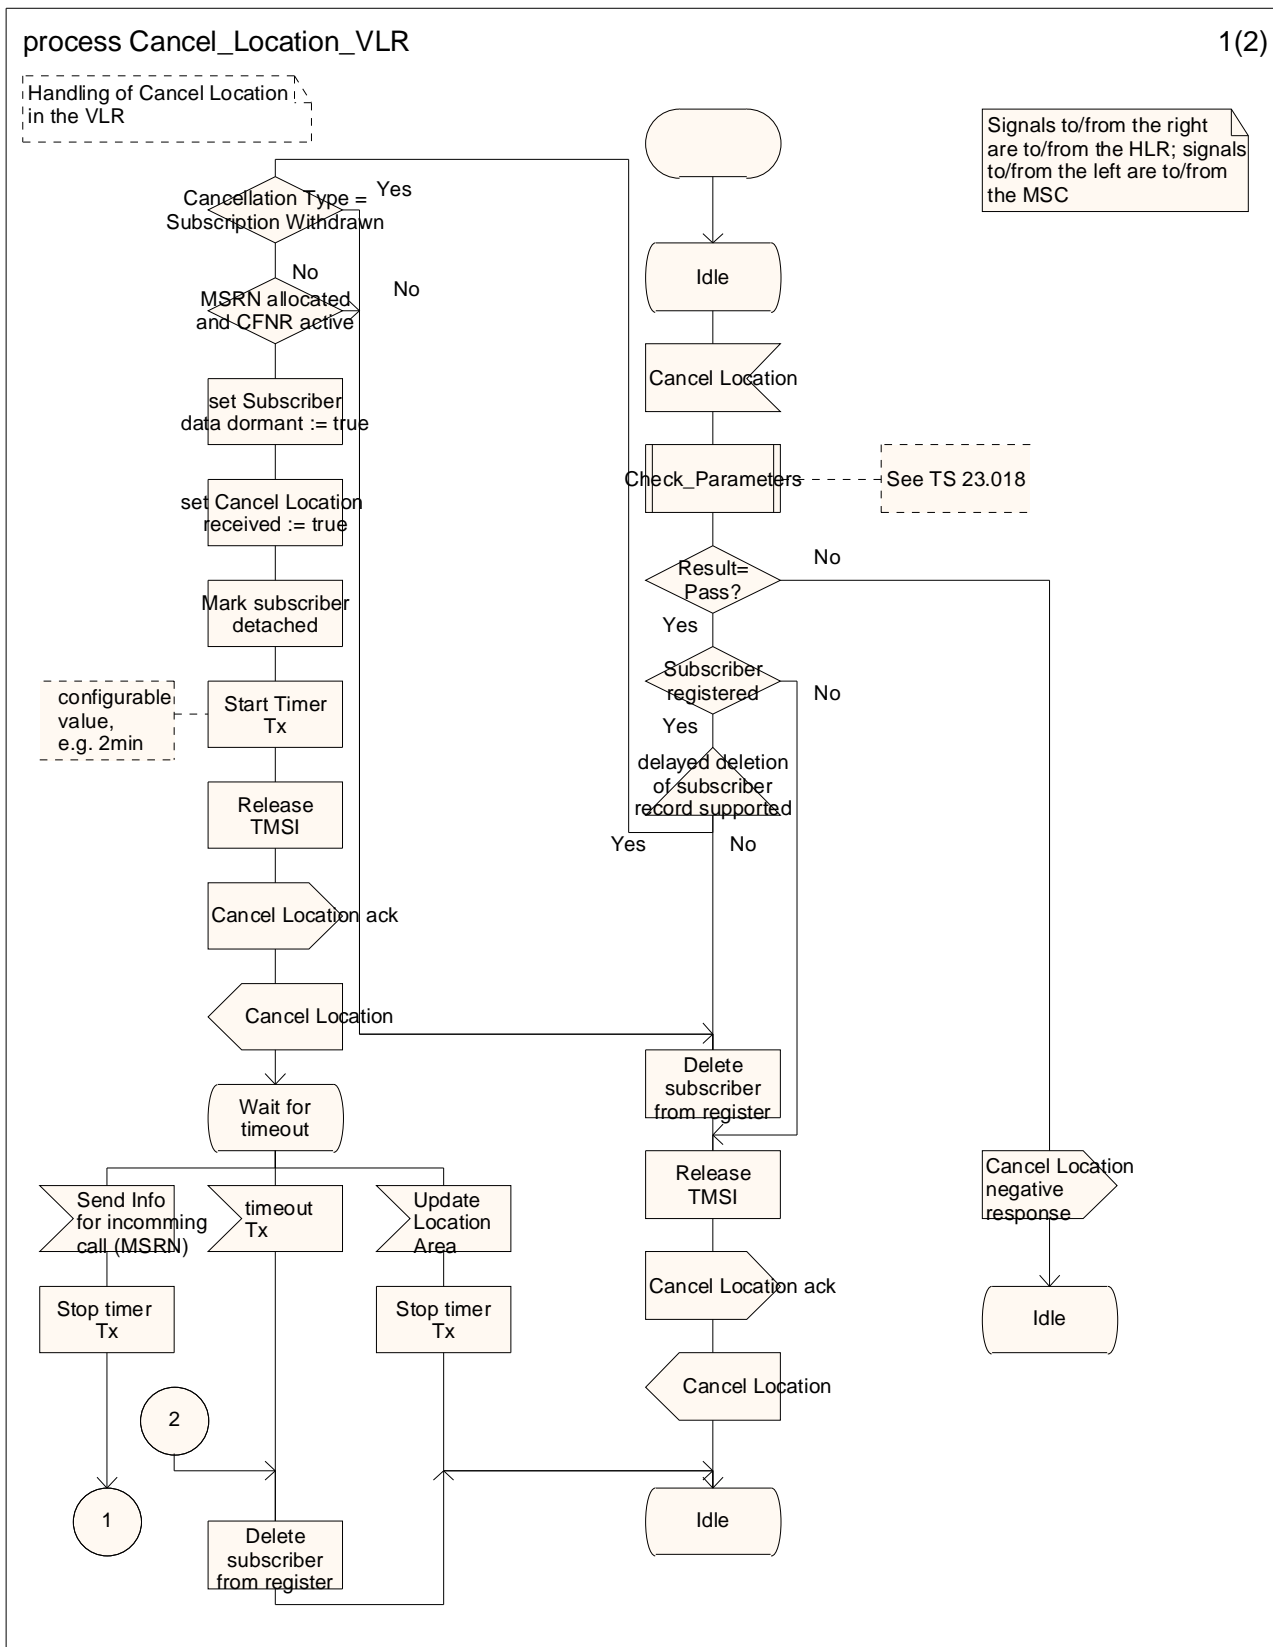 process Cancel_Location_VLR
1(2)
Handling of Cancel Location
in the VLR
Signals to/from the right
are to/from the HLR; signals
to/from the left are to/from
the MSC
Cancellation Type =
Subscription Withdrawn
Yes
No
MSRN allocated
and CFNR active
No
set Subscriber
data dormant := true
set Cancel Location
received := true
Mark subscriber
detached
configurable
value,
e.g. 2min
Start Timer
Tx
Release
TMSI
Cancel Location ack
Cancel Location
Wait for
timeout
Send Info
for incomming
call (MSRN)
timeout
Tx
Update
Location
Area
Stop timer
Tx
Stop timer
Tx
2
1
Delete
subscriber
from register
Idle
Cancel Location
Check_Parameters
See TS 23.018
Result=
Pass?
No
Yes
Subscriber
registered
No
Yes
delayed deletion
of subscriber
record supported
Yes
No
Delete
subscriber
from register
Release
TMSI
Cancel Location ack
Cancel Location
Idle
Cancel Location
negative
response
Idle